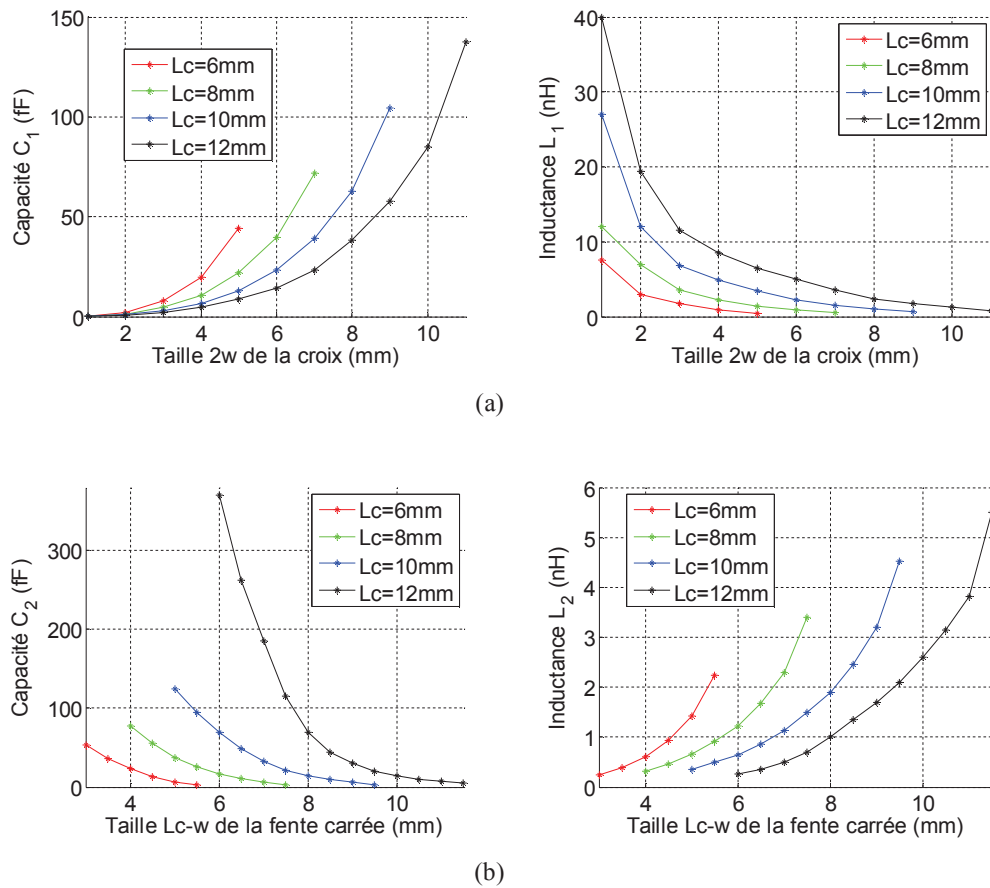 150
100
50
0
Capacité C1 (fF)
Lc=6mm
Lc=8mm
Lc=10mm
Lc=12mm
2 4 6 8 10
Taille 2w de la croix (mm)
40
30
20
10
0
Inductance L1 (nH)
Lc=6mm
Lc=8mm
Lc=10mm
Lc=12mm
2 4 6 8 10
Taille 2w de la croix (mm)
(a)
300
200
100
0
Capacité C2 (fF)
Lc=6mm
Lc=8mm
Lc=10mm
Lc=12mm
4 6 8 10
Taille Lc-w de la fente carrée (mm)
6
5
4
3
2
1
0
Inductance L2 (nH)
Lc=6mm
Lc=8mm
Lc=10mm
Lc=12mm
4 6 8 10
Taille Lc-w de la fente carrée (mm)
(b)